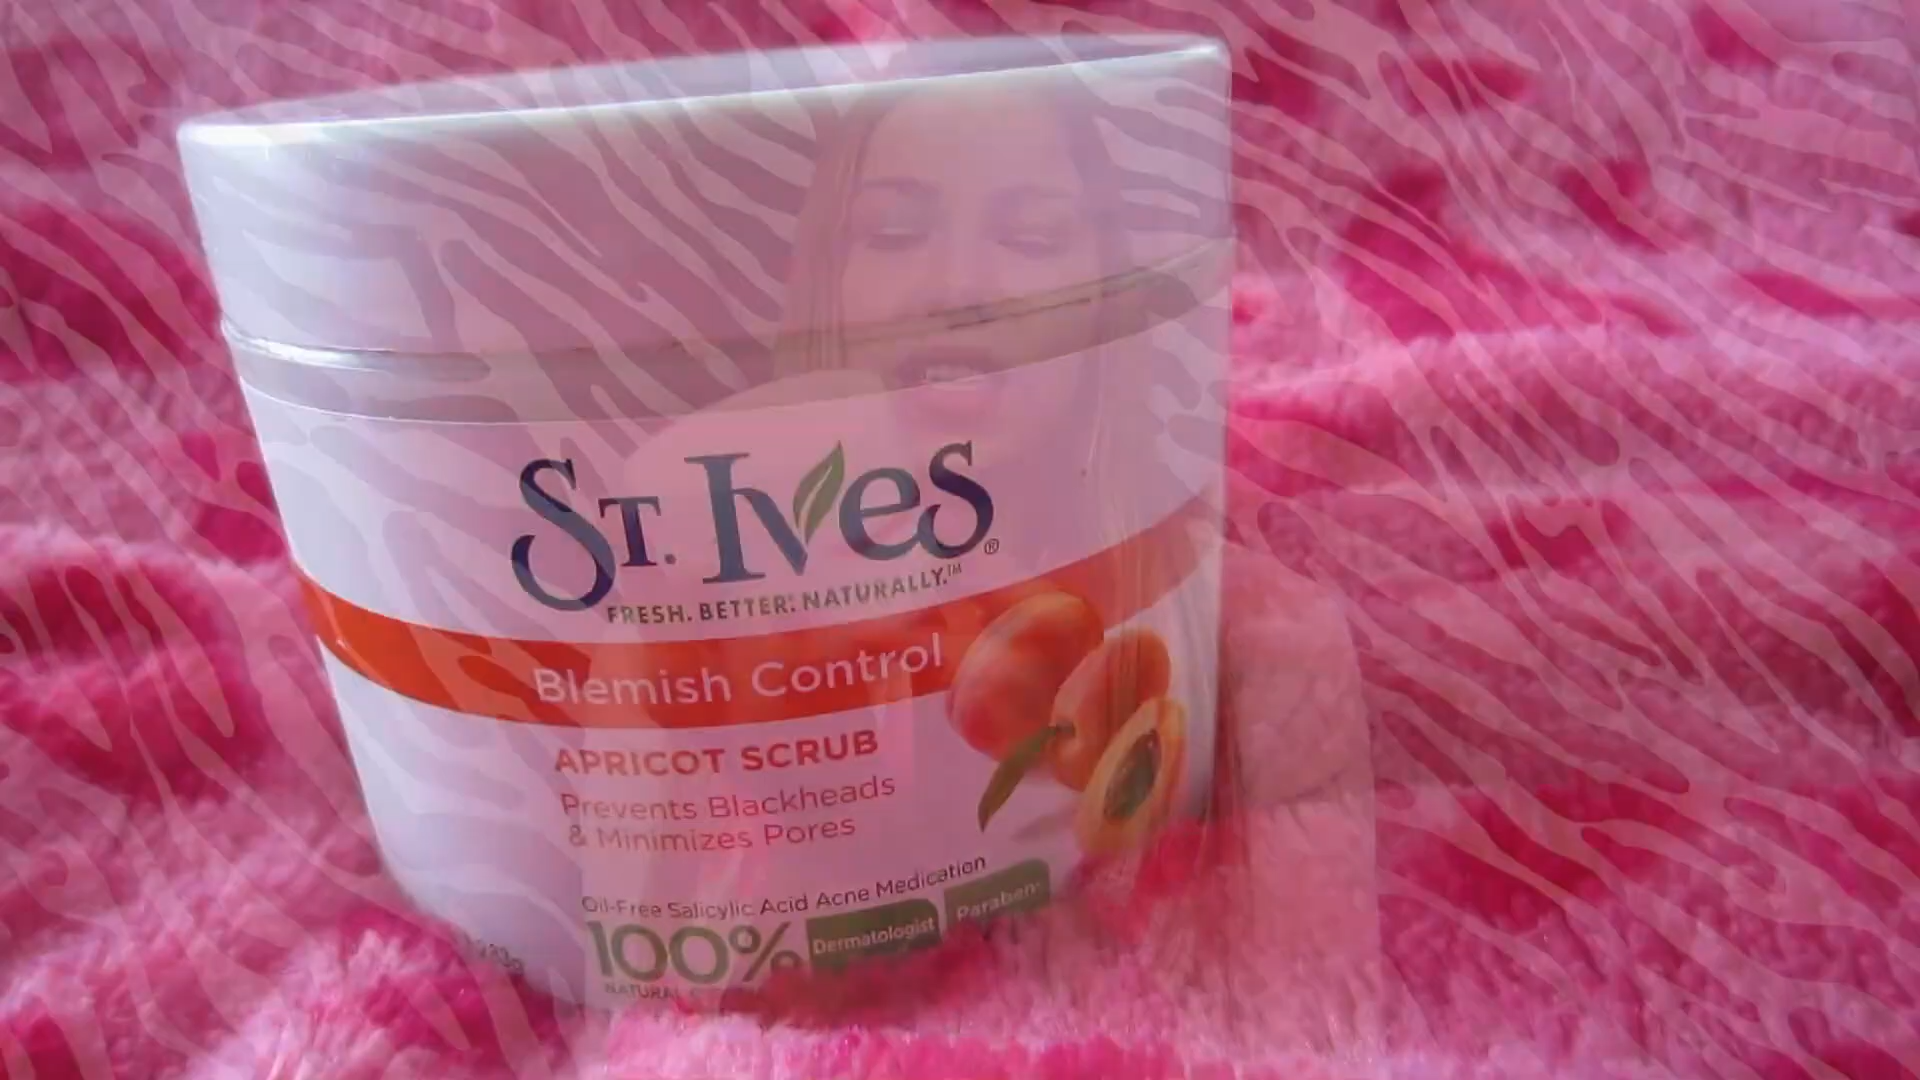 St. Ives®
FRESH. BETTER. NATURALLY.™
Blemish Control
APRICOT SCRUB
Prevents Blackheads
& Minimizes Pores
Oil-Free Salicylic Acid Acne Medication
100% Dermatologist Paraben
NATURAL